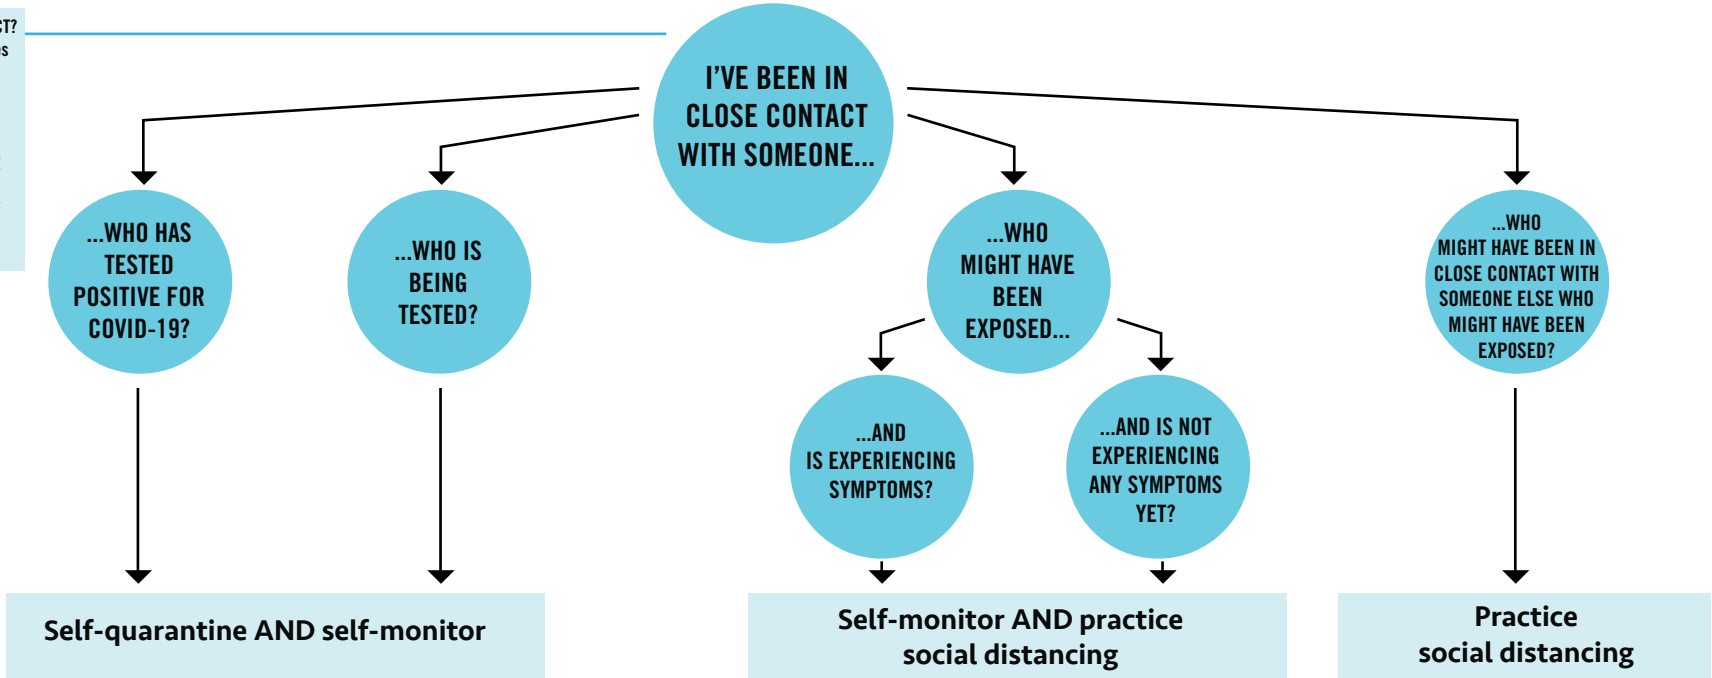 CT?
I'VE BEEN IN
CLOSE CONTACT
WITH SOMEONE...
...WHO HAS
TESTED
POSITIVE FOR
COVID-19?
...WHO IS
BEING
TESTED?
...WHO
MIGHT HAVE
BEEN
EXPOSED...
...WHO
MIGHT HAVE BEEN IN
CLOSE CONTACT WITH
SOMEONE ELSE WHO
MIGHT HAVE BEEN
EXPOSED?
...AND
IS EXPERIENCING
SYMPTOMS?
...AND IS NOT
EXPERIENCING
ANY SYMPTOMS
YET?
Self-quarantine AND self-monitor
Self-monitor AND practice
social distancing
Practice
social distancing